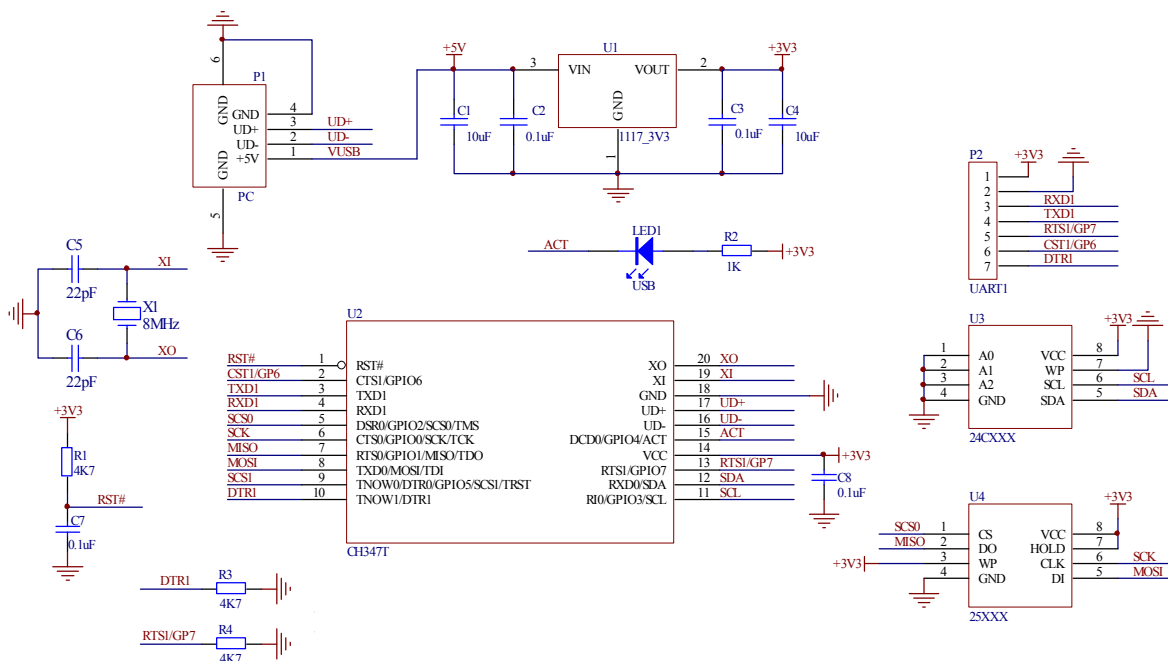 6
P1
GND
GND 4
UD+ 3 UD+
UD- 2 UD-
+5V 1 VUSB
GND
PC
5
+5V
U1
+3V3
3 VIN VOUT 2
GND
1
1117_3V3
C1
10uF
C2
0.1uF
C3
0.1uF
C4
10uF
P2
+3V3
1
2
3 RXD1
4 TXD1
5 RTS1/GP7
6 CST1/GP6
7 DTR1
UART1
ACT
LED1
USB
R2
1K
+3V3
C5
22pF
XI
X1
8MHz
C6
22pF
XO
U2
RST# 1 RST#
CST1/GP6 2 CTS1/GPIO6
TXD1 3 TXD1
RXD1 4 RXD1
SCS0 5 DSR0/GPIO2/SCS0/TMS
SCK 6 CTS0/GPIO0/SCK/TCK
MISO 7 RTS0/GPIO1/MISO/TDO
MOSI 8 TXD0/MOSI/TDI
SCS1 9 TNOW0/DTR0/GPIO5/SCS1/TRST
DTR1 10 TNOW1/DTR1
XO 20 XO
XI 19 XI
GND 18
UD+ 17 UD+
UD- 16 UD-
DCD0/GPIO4/ACT 15 ACT
VCC 14 +3V3
RTS1/GPIO7 13 RTS1/GP7
RXD0/SDA 12 SDA
RI0/GPIO3/SCL 11 SCL
CH347T
C8
0.1uF
U3
+3V3
1 A0 VCC 8
2 A1 WP 7
3 A2 SCL 6 SCL
4 GND SDA 5 SDA
24CXXX
+3V3
R1
4K7
RST#
C7
0.1uF
U4
+3V3
SCS0 1 CS VCC 8
MISO 2 DO HOLD 7
+3V3 3 WP CLK 6 SCK
4 GND DI 5 MOSI
25XXX
DTR1 R3
4K7
RTS1/GP7 R4
4K7